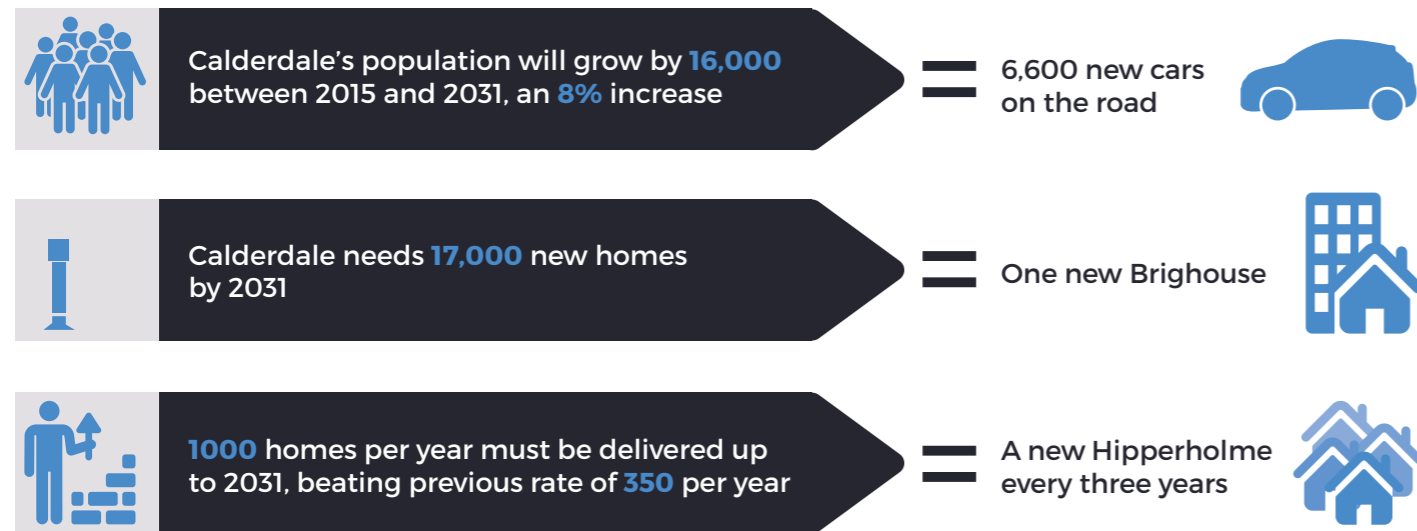 Calderdale’s population will grow by 16,000
between 2015 and 2031, an 8% increase
6,600 new cars
on the road
Calderdale needs 17,000 new homes
by 2031
One new Brighouse
1000 homes per year must be delivered up
to 2031, beating previous rate of 350 per year
A new Hipperholme
every three years